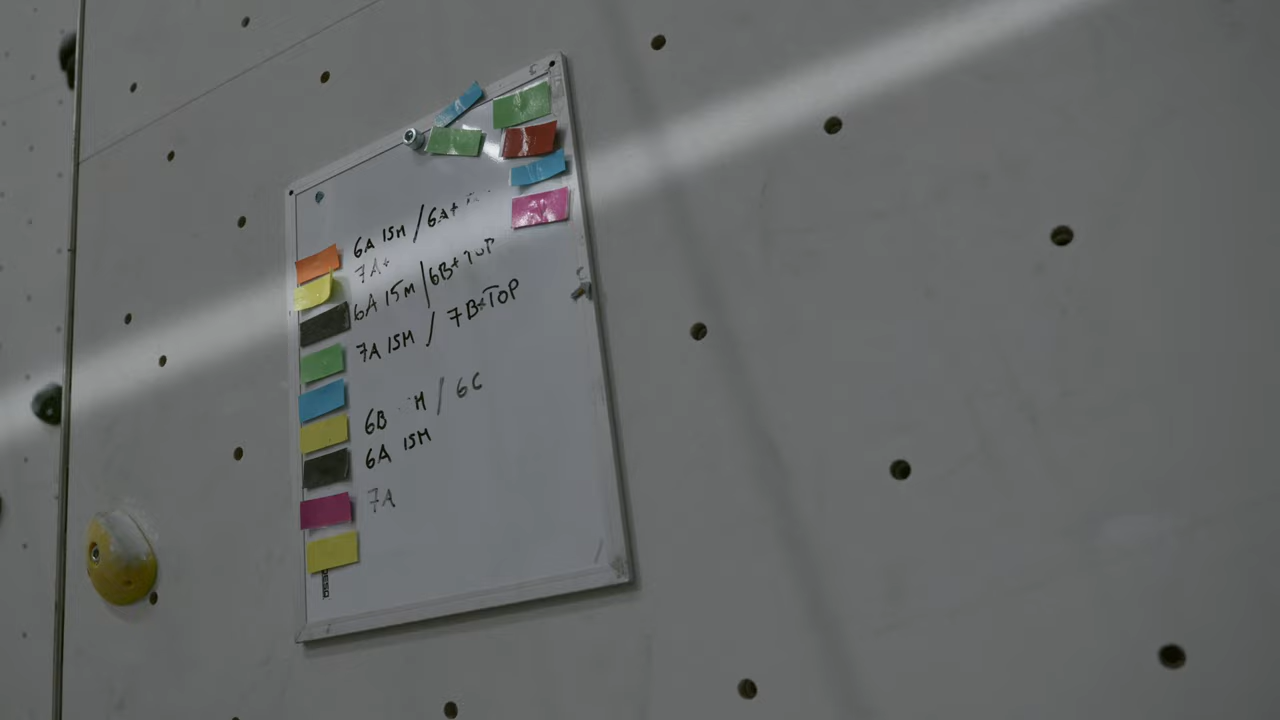 6A 15M / 6A+
7A+
6A 15M / 6B+ TOP
7A 15M / 7B+ TOP
6B M / 6C
6A 15M
7A